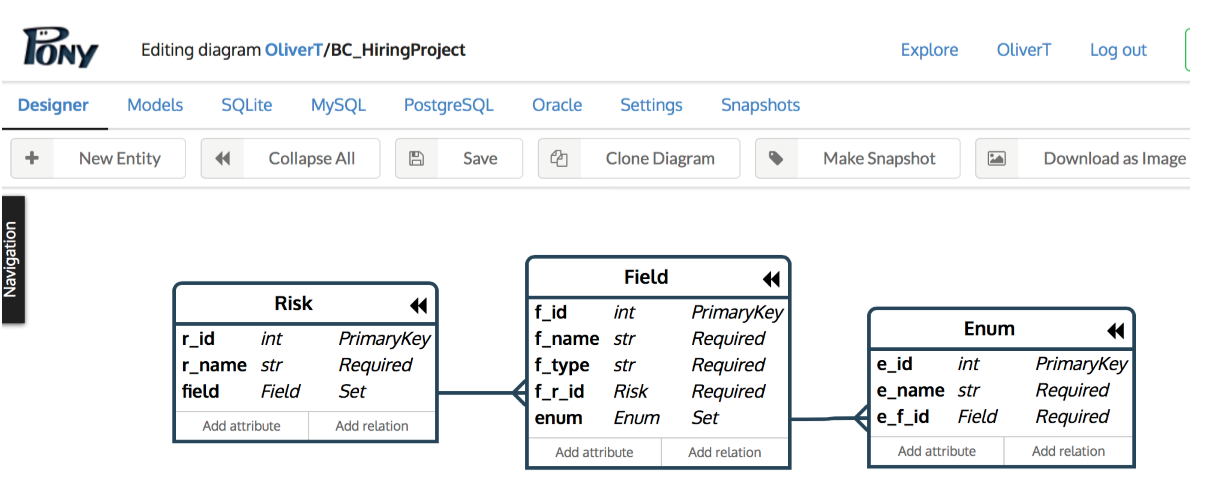 PONY
Editing diagram OliverT/BC_HiringProject
Explore OliverT Log out
Designer Models SQLite MySQL PostgreSQL Oracle Settings Snapshots
New Entity Collapse All Save Clone Diagram Make Snapshot Download as Image
Navigation
Risk
r_id int PrimaryKey
r_name str Required
field Field Set
Add attribute Add relation
Field
f_id int PrimaryKey
f_name str Required
f_type str Required
f_r_id Risk Required
enum Enum Set
Add attribute Add relation
Enum
e_id int PrimaryKey
e_name str Required
e_f_id Field Required
Add attribute Add relation